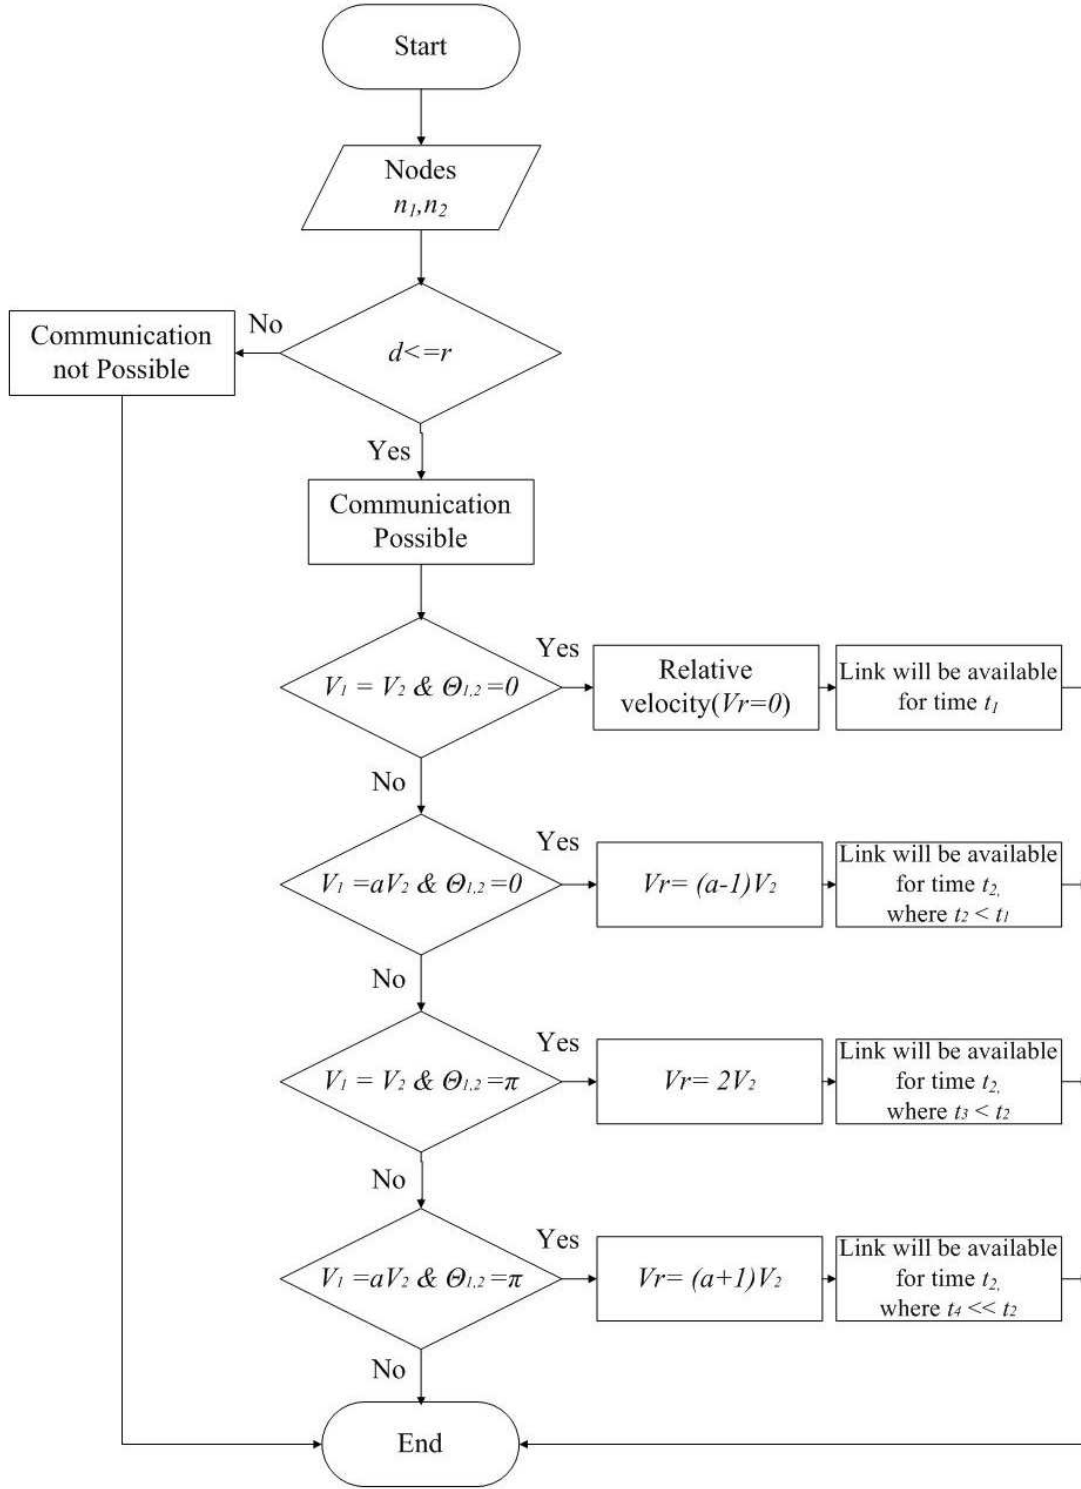 Start
Nodes
n₁,n₂
d<=r
No
Communication
not Possible
Yes
Communication
Possible
V₁ = V₂ & Θ₁,₂=0
Yes
Relative
velocity(Vr=0)
Link will be available
for time t₁
No
V₁ =aV₂ & Θ₁,₂=0
Yes
Vr= (a-1)V₂
Link will be available
for time t₂,
where t₂ < t₁
No
V₁ = V₂ & Θ₁,₂=π
Yes
Vr= 2V₂
Link will be available
for time t₂,
where t₃ < t₂
No
V₁ =aV₂ & Θ₁,₂=π
Yes
Vr= (a+1)V₂
Link will be available
for time t₂,
where t₄ << t₂
No
End